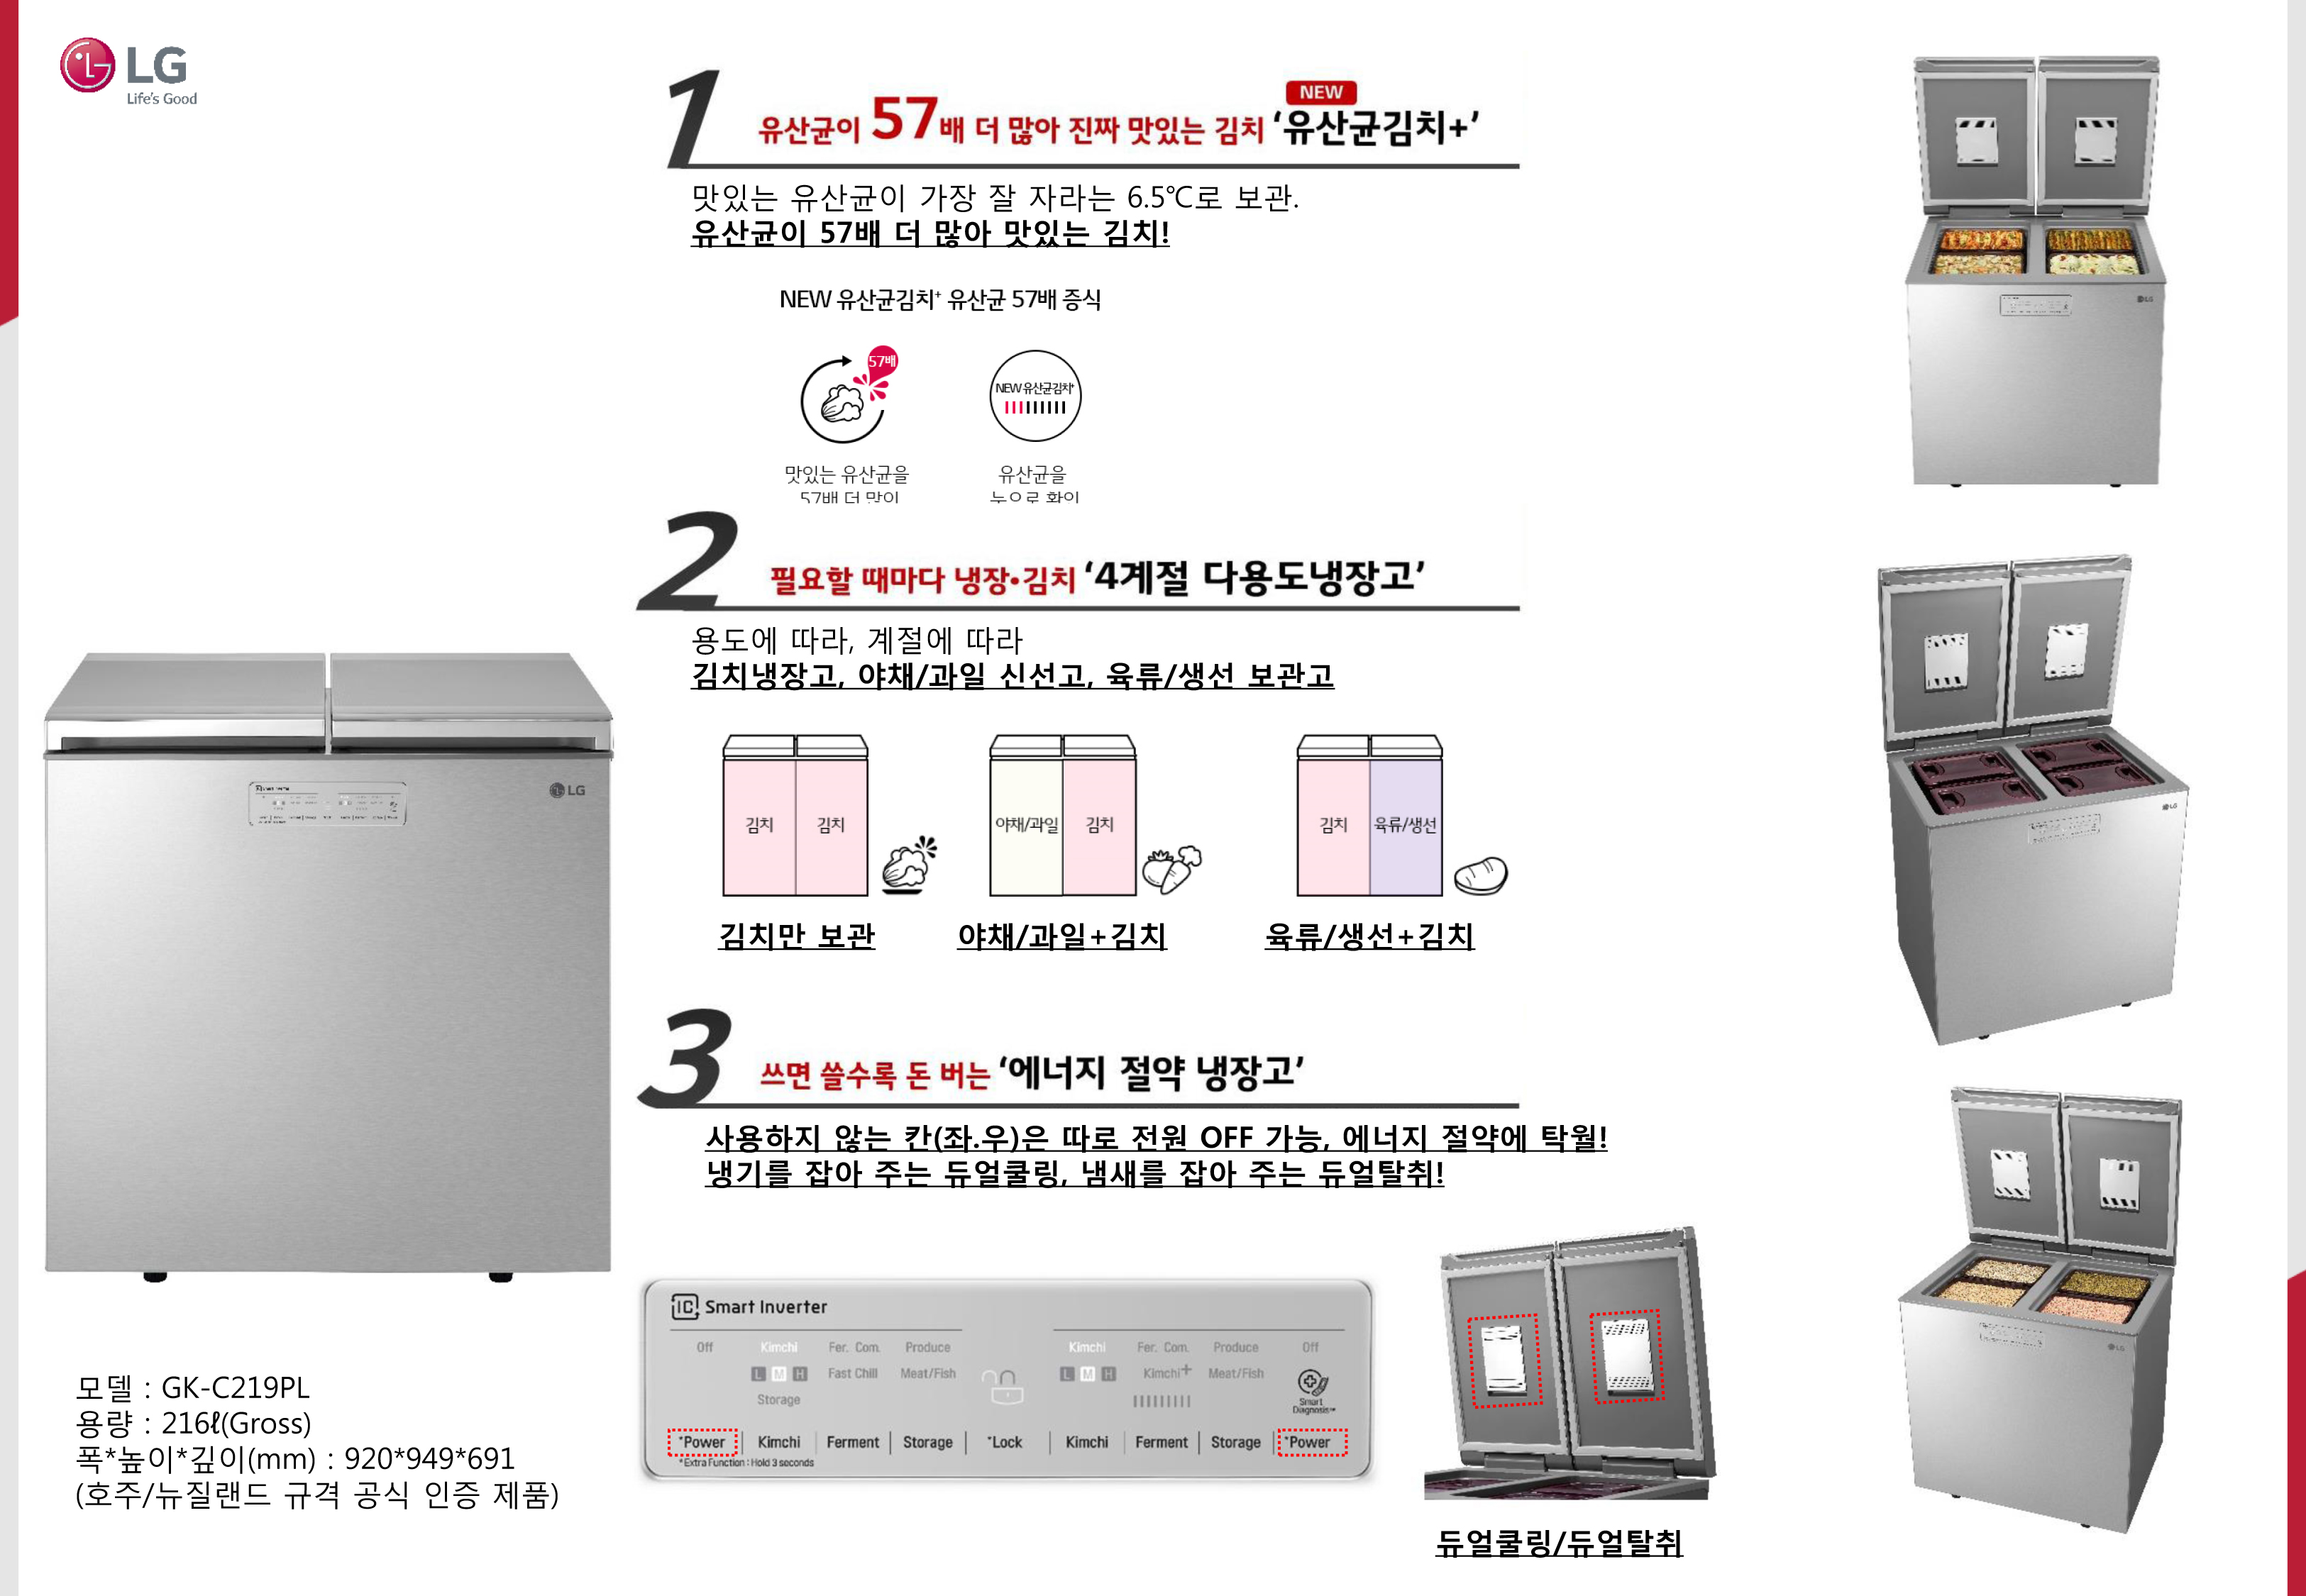 LG
Life's Good
1
NEW
유산균이 57배 더 많아 진짜 맛있는 김치 ‘유산균김치+’
맛있는 유산균이 가장 잘 자라는 6.5℃로 보관.
유산균이 57배 더 많아 맛있는 김치!
NEW 유산균김치⁺ 유산균 57배 증식
57배
NEW 유산균김치⁺
맛있는 유산균을
57배 더 많이
유산균을
눈으로 확인
2
필요할 때마다 냉장•김치 ‘4계절 다용도냉장고’
용도에 따라, 계절에 따라
김치냉장고, 야채/과일 신선고, 육류/생선 보관고
김치 김치
야채/과일 김치
김치 육류/생선
김치만 보관
야채/과일+김치
육류/생선+김치
3
쓰면 쓸수록 돈 버는 ‘에너지 절약 냉장고’
사용하지 않는 칸(좌.우)은 따로 전원 OFF 가능, 에너지 절약에 탁월!
냉기를 잡아 주는 듀얼쿨링, 냄새를 잡아 주는 듀얼탈취!
LG
Smart Inverter
Off Kimchi Fer. Com. Produce Kimchi Fer. Com. Produce Off
L M H Fast Chill Meat/Fish L M H Kimchi+ Meat/Fish
Storage
Smart
Diagnosis™
*Power | Kimchi | Ferment | Storage | *Lock | Kimchi | Ferment | Storage | *Power
*Extra Function : Hold 3 seconds
듀얼쿨링/듀얼탈취
모델 : GK-C219PL
용량 : 216ℓ(Gross)
폭*높이*깊이(mm) : 920*949*691
(호주/뉴질랜드 규격 공식 인증 제품)
LG
LG
LG